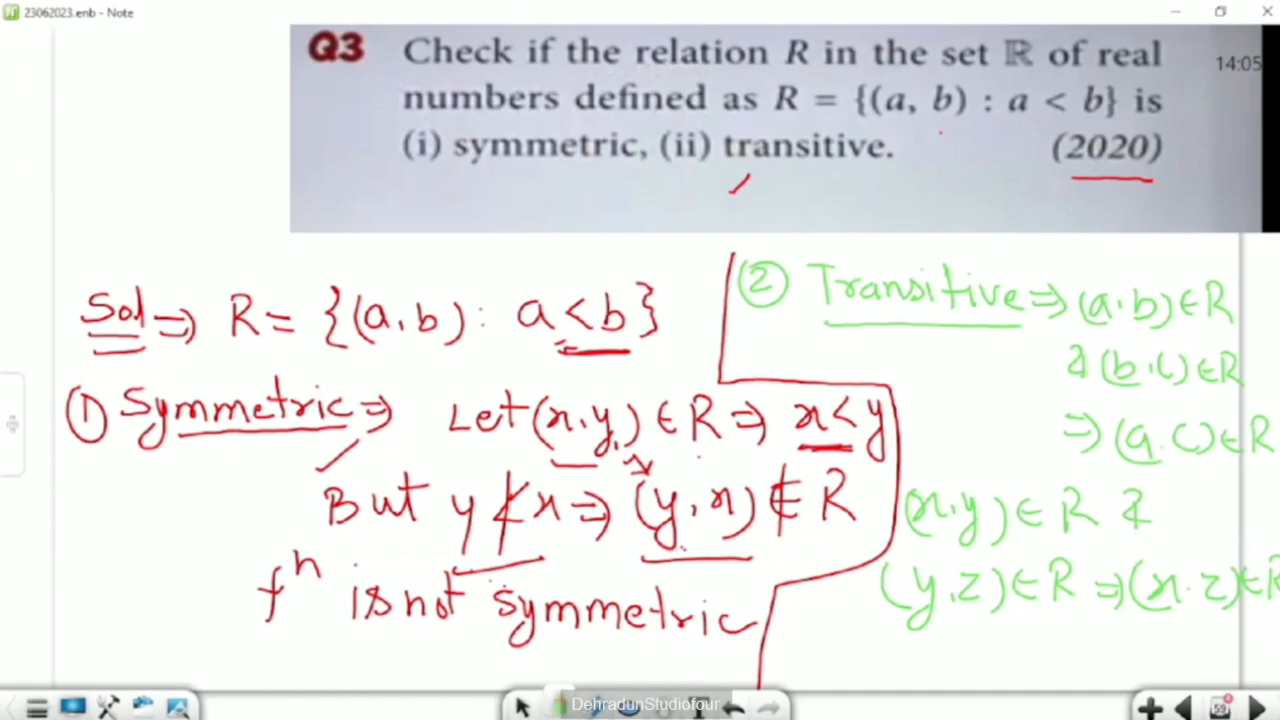 23062023.enb - Note
Q3 Check if the relation R in the set ℝ of real
numbers defined as R = {(a, b) : a < b} is
(i) symmetric, (ii) transitive. (2020)
14:05
Sol ⇒ R = {(a,b) : a < b}
① Symmetric ⇒ Let (x,y) ∈ R ⇒ x < y
But y ≮ x ⇒ (y,x) ∉ R
fⁿ is not symmetric
② Transitive ⇒ (a,b) ∈ R
& (b,c) ∈ R
⇒ (a,c) ∈ R
(x,y) ∈ R &
(y,z) ∈ R ⇒ (x,z) ∈ R
DehradunStudiofour
59